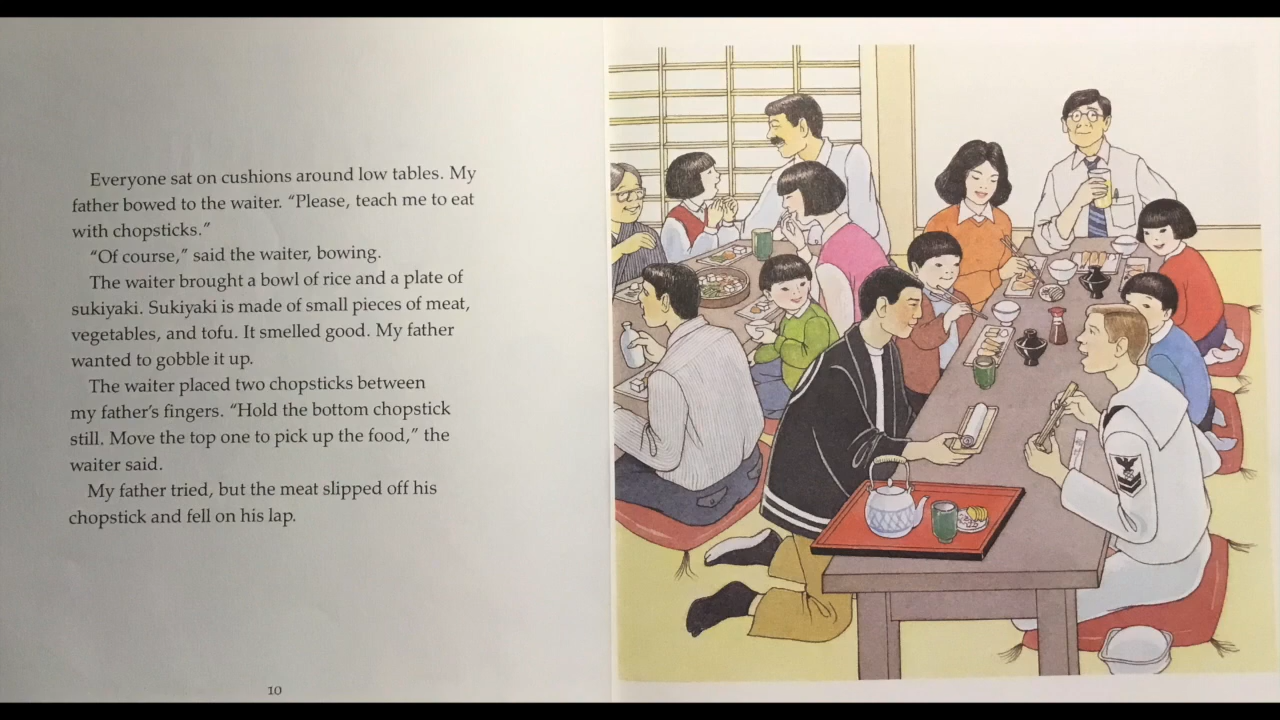 Everyone sat on cushions around low tables. My
father bowed to the waiter. “Please, teach me to eat
with chopsticks.”
“Of course,” said the waiter, bowing.
The waiter brought a bowl of rice and a plate of
sukiyaki. Sukiyaki is made of small pieces of meat,
vegetables, and tofu. It smelled good. My father
wanted to gobble it up.
The waiter placed two chopsticks between
my father’s fingers. “Hold the bottom chopstick
still. Move the top one to pick up the food,” the
waiter said.
My father tried, but the meat slipped off his
chopstick and fell on his lap.
10